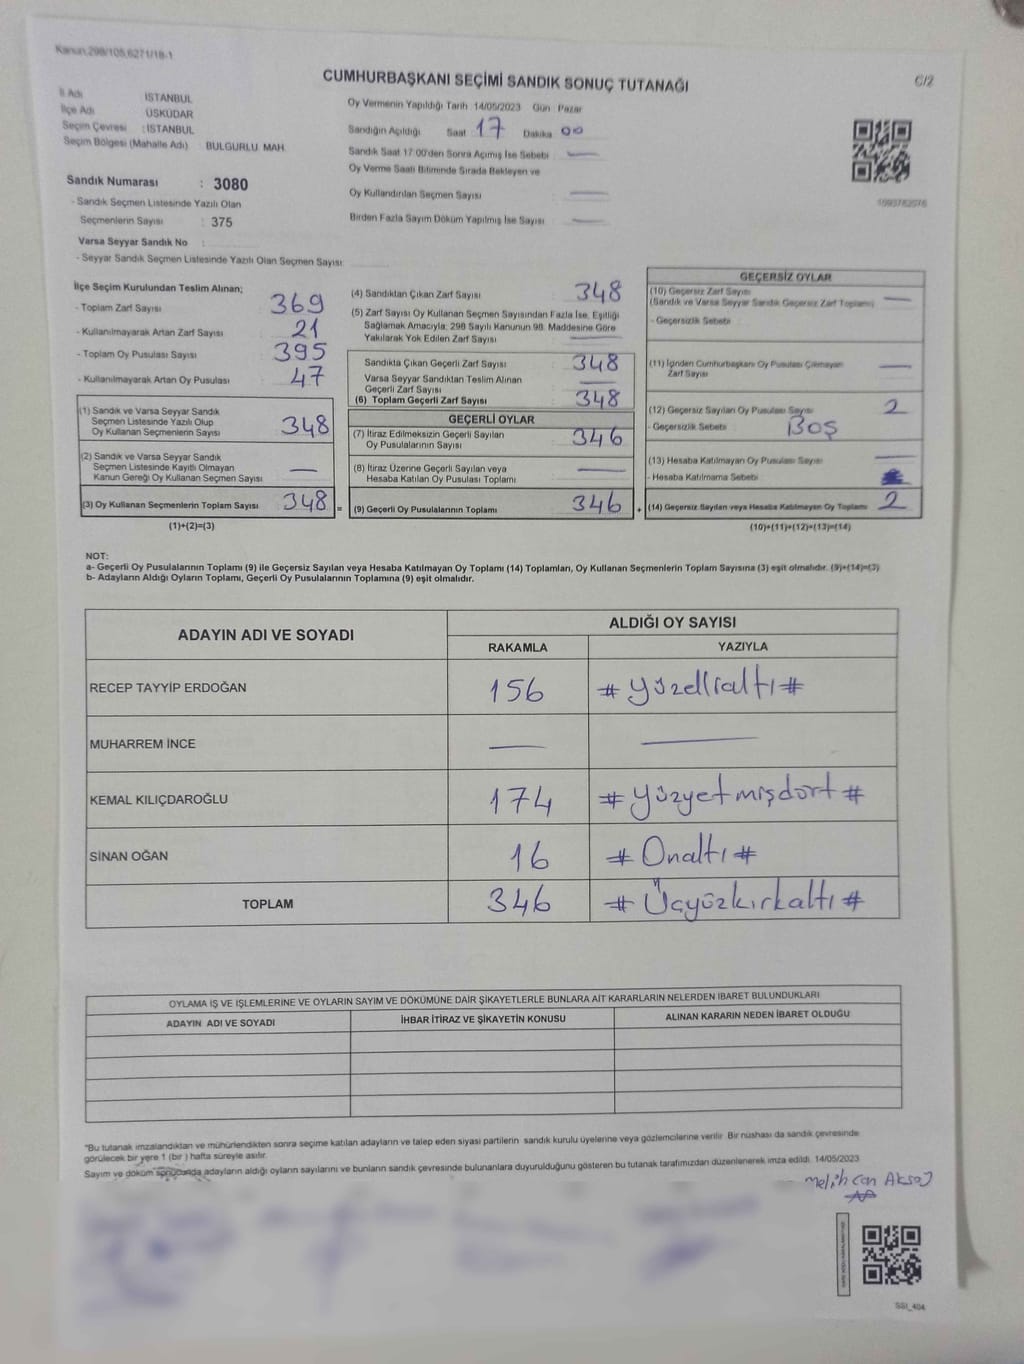 Kanun:298/105,6271/18-1
CUMHURBAŞKANI SEÇİMİ SANDIK SONUÇ TUTANAĞI
C/2
İl Adı İSTANBUL
İlçe Adı ÜSKÜDAR
Seçim Çevresi : İSTANBUL
Seçim Bölgesi (Mahalle Adı) BULGURLU MAH.
Sandık Numarası : 3080
- Sandık Seçmen Listesinde Yazılı Olan
Seçmenlerin Sayısı : 375
Varsa Seyyar Sandık No :
- Seyyar Sandık Seçmen Listesinde Yazılı Olan Seçmen Sayısı:
Oy Vermenin Yapıldığı Tarih 14/05/2023 Gün Pazar
Sandığın Açıldığı Saat 17 Dakika 00
Sandık Saat 17:00'den Sonra Açımış İse Sebebi : —
Oy Verme Saati Bitiminde Sırada Bekleyen ve
Oy Kullandırılan Seçmen Sayısı : —
Birden Fazla Sayım Döküm Yapılmış İse Sayısı : —
İlçe Seçim Kurulundan Teslim Alınan;
- Toplam Zarf Sayısı : 369
- Kullanılmayarak Artan Zarf Sayısı : 21
- Toplam Oy Pusulası Sayısı : 395
- Kullanılmayarak Artan Oy Pusulası : 47
(1) Sandık ve Varsa Seyyar Sandık
Seçmen Listesinde Yazılı Olup
Oy Kullanan Seçmenlerin Sayısı : 348
(2) Sandık ve Varsa Seyyar Sandık
Seçmen Listesinde Kayıtlı Olmayan
Kanun Gereği Oy Kullanan Seçmen Sayısı : —
(3) Oy Kullanan Seçmenlerin Toplam Sayısı : 348 =
(1)+(2)=(3)
(4) Sandıktan Çıkan Zarf Sayısı : 348
(5) Zarf Sayısı Oy Kullanan Seçmen Sayısından Fazla İse, Eşitliği
Sağlamak Amacıyla; 298 Sayılı Kanunun 98. Maddesine Göre
Yakılarak Yok Edilen Zarf Sayısı : —
Sandıkta Çıkan Geçerli Zarf Sayısı : 348
Varsa Seyyar Sandıktan Teslim Alınan
Geçerli Zarf Sayısı : —
(6) Toplam Geçerli Zarf Sayısı : 348
GEÇERLİ OYLAR
(7) İtiraz Edilmeksizin Geçerli Sayılan
Oy Pusulalarının Sayısı : 346
(8) İtiraz Üzerine Geçerli Sayılan veya
Hesaba Katılan Oy Pusulası Toplamı : —
(9) Geçerli Oy Pusulalarının Toplamı : 346 +
GEÇERSİZ OYLAR
(10) Geçersiz Zarf Sayısı
(Sandık ve Varsa Seyyar Sandık Geçersiz Zarf Toplamı) : —
- Geçersizlik Sebebi :
(11) İçinden Cumhurbaşkanı Oy Pusulası Çıkmayan
Zarf Sayısı : —
(12) Geçersiz Sayılan Oy Pusulası Sayısı : 2
- Geçersizlik Sebebi : Boş
(13) Hesaba Katılmayan Oy Pusulası Sayısı : —
- Hesaba Katılmama Sebebi :
(14) Geçersiz Sayılan veya Hesaba Katılmayan Oy Toplamı : 2
(10)+(11)+(12)+(13)=(14)
NOT:
a- Geçerli Oy Pusulalarının Toplamı (9) ile Geçersiz Sayılan veya Hesaba Katılmayan Oy Toplamı (14) Toplamları, Oy Kullanan Seçmenlerin Toplam Sayısına (3) eşit olmalıdır. (9)+(14)=(3)
b- Adayların Aldığı Oyların Toplamı, Geçerli Oy Pusulalarının Toplamına (9) eşit olmalıdır.
ADAYIN ADI VE SOYADI
ALDIĞI OY SAYISI
RAKAMLA YAZIYLA
RECEP TAYYİP ERDOĞAN 156 # Yüzellialtı #
MUHARREM İNCE — —
KEMAL KILIÇDAROĞLU 174 # Yüzyetmişdört #
SİNAN OĞAN 16 # Onaltı #
TOPLAM 346 # Üçyüzkırkaltı #
OYLAMA İŞ VE İŞLEMLERİNE VE OYLARIN SAYIM VE DÖKÜMÜNE DAİR ŞİKAYETLERLE BUNLARA AİT KARARLARIN NELERDEN İBARET BULUNDUKLARI
ADAYIN ADI VE SOYADI İHBAR İTİRAZ VE ŞİKAYETİN KONUSU ALINAN KARARIN NEDEN İBARET OLDUĞU
*Bu tutanak imzalandıktan ve mühürlendikten sonra seçime katılan adayların ve talep eden siyasi partilerin sandık kurulu üyelerine veya gözlemcilerine verilir. Bir nüshası da sandık çevresinde
görülecek bir yere 1 (bir ) hafta süreyle asılır.
Sayım ve döküm sonucunda adayların aldığı oyların sayılarını ve bunların sandık çevresinde bulunanlara duyurulduğunu gösteren bu tutanak tarafımızdan düzenlenerek imza edildi. 14/05/2023
Melih Can Aksoy
SSI_404